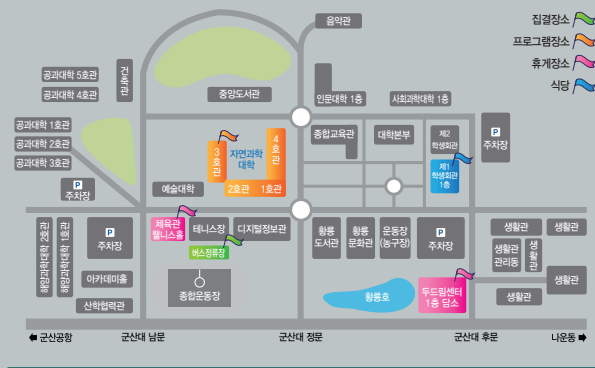 음악관
집결장소
프로그램장소
휴게장소
식당
건축관
공과대학 5호관
공과대학 4호관
중앙도서관
인문대학 1층
사회과학대학 1층
공과대학 1호관
공과대학 2호관
공과대학 3호관
P
주차장
3호관
자연과학
대학
4호관
2호관
1호관
예술대학
종합교육관
대학본부
제2
학생회관
제1
학생회관
1층
P
주차장
해양과학대학 2호관
해양과학대학 1호관
P
주차장
아카데미홀
산학협력관
체육관
웰니스홀
테니스장
디지털정보관
버스정류장
종합운동장
황룡
도서관
황룡
문화관
운동장
(농구장)
P
주차장
생활관
생활관
생활관
관리동
생활관
생활관
생활관
황룡호
두드림센터
1층 담소
군산공항
군산대 남문
군산대 정문
군산대 후문
나운동